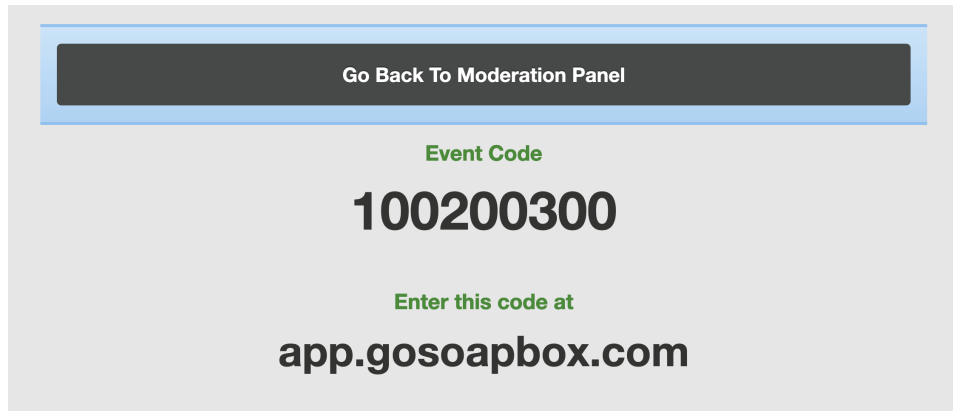 Go Back To Moderation Panel
Event Code
100200300
Enter this code at
app.gosoapbox.com